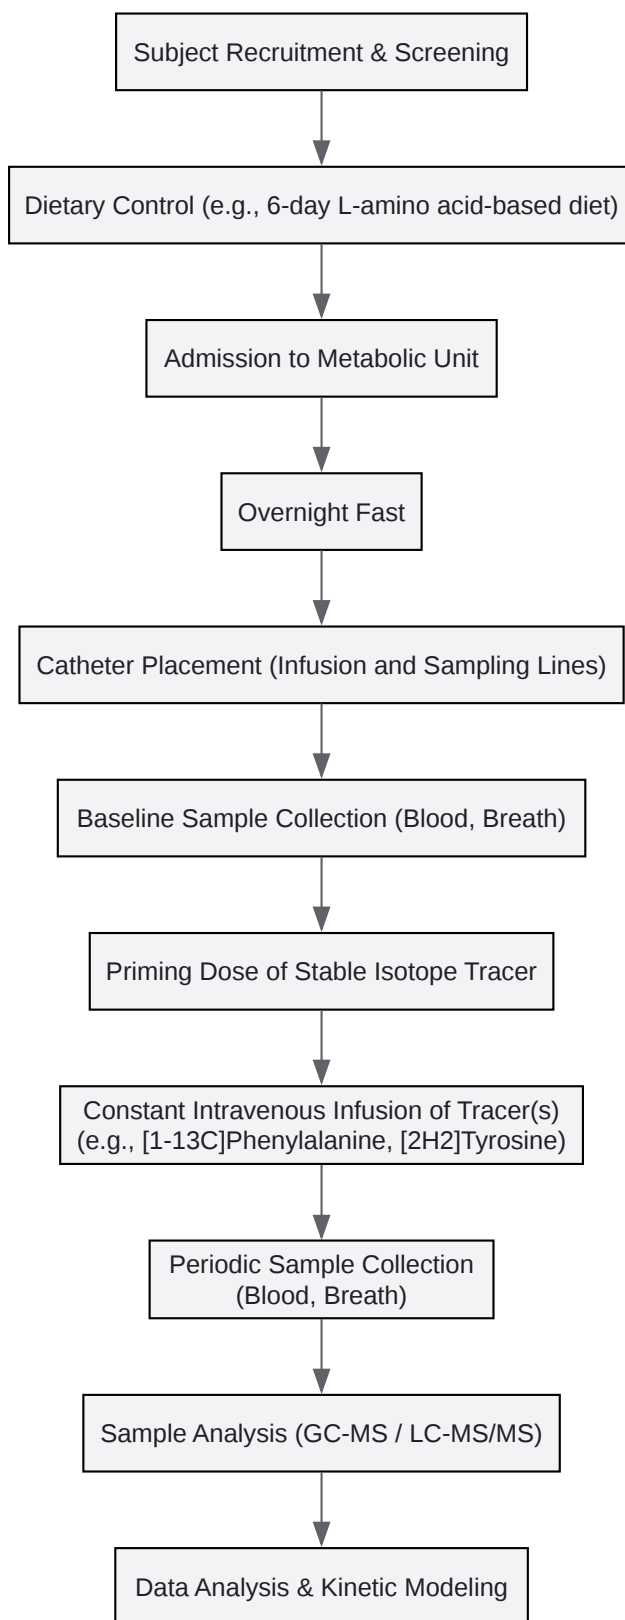 Subject Recruitment & Screening
Dietary Control (e.g., 6-day L-amino acid-based diet)
Admission to Metabolic Unit
Overnight Fast
Catheter Placement (Infusion and Sampling Lines)
Baseline Sample Collection (Blood, Breath)
Priming Dose of Stable Isotope Tracer
Constant Intravenous Infusion of Tracer(s)
(e.g., [1-13C]Phenylalanine, [2H2]Tyrosine)
Periodic Sample Collection
(Blood, Breath)
Sample Analysis (GC-MS / LC-MS/MS)
Data Analysis & Kinetic Modeling